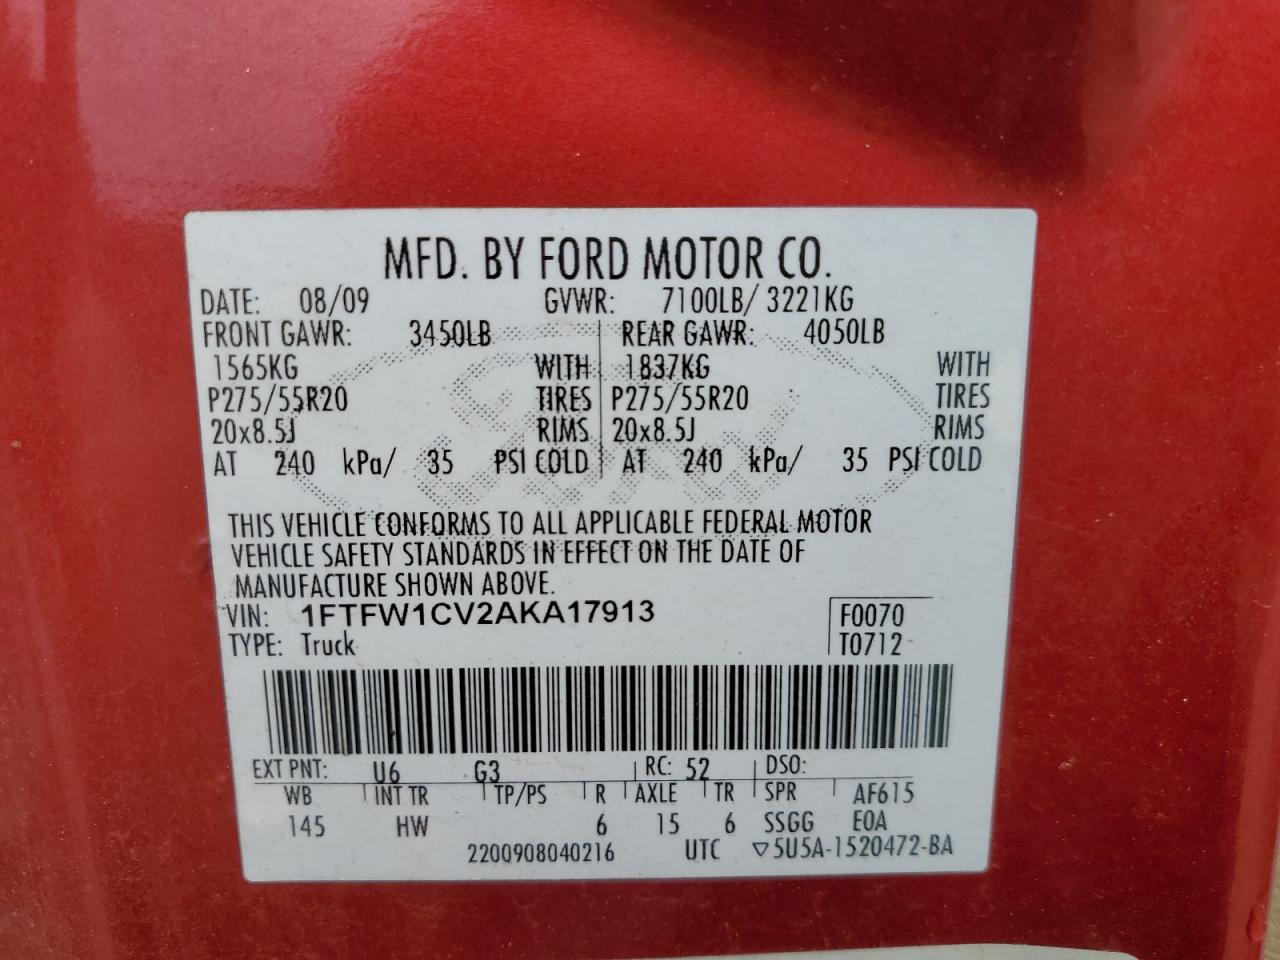 MFD. BY FORD MOTOR CO.
DATE: 08/09 GVWR: 7100LB/ 3221KG
FRONT GAWR: 3450LB REAR GAWR: 4050LB
1565KG WITH 1837KG WITH
P275/55R20 TIRES P275/55R20 TIRES
20x8.5J RIMS 20x8.5J RIMS
AT 240 kPa/ 35 PSI COLD AT 240 kPa/ 35 PSI COLD
THIS VEHICLE CONFORMS TO ALL APPLICABLE FEDERAL MOTOR
VEHICLE SAFETY STANDARDS IN EFFECT ON THE DATE OF
MANUFACTURE SHOWN ABOVE.
VIN: 1FTFW1CV2AKA17913 F0070
TYPE: Truck T0712
EXT PNT: U6 G3 RC: 52 DSO:
WB INT TR TP/PS R AXLE TR SPR AF615
145 HW 6 15 6 SSGG E0A
2200908040216 UTC ▽5U5A-1520472-BA